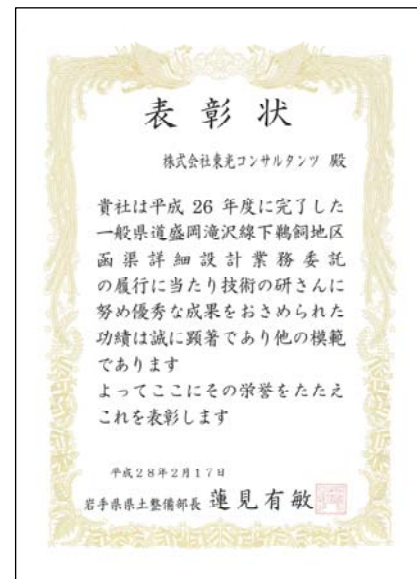 表彰状
株式会社東光コンサルタンツ 殿
貴社は平成 26 年度に完了した
一般県道盛岡滝沢線下鵜飼地区
函渠詳細設計業務委託
の履行に当たり技術の研さんに
努め優秀な成果をおさめられた
功績は誠に顕著であり他の模範
であります
よってここにその栄誉をたたえ
これを表彰します
平成28年2月17日
岩手県県土整備部長 蓮見有敏